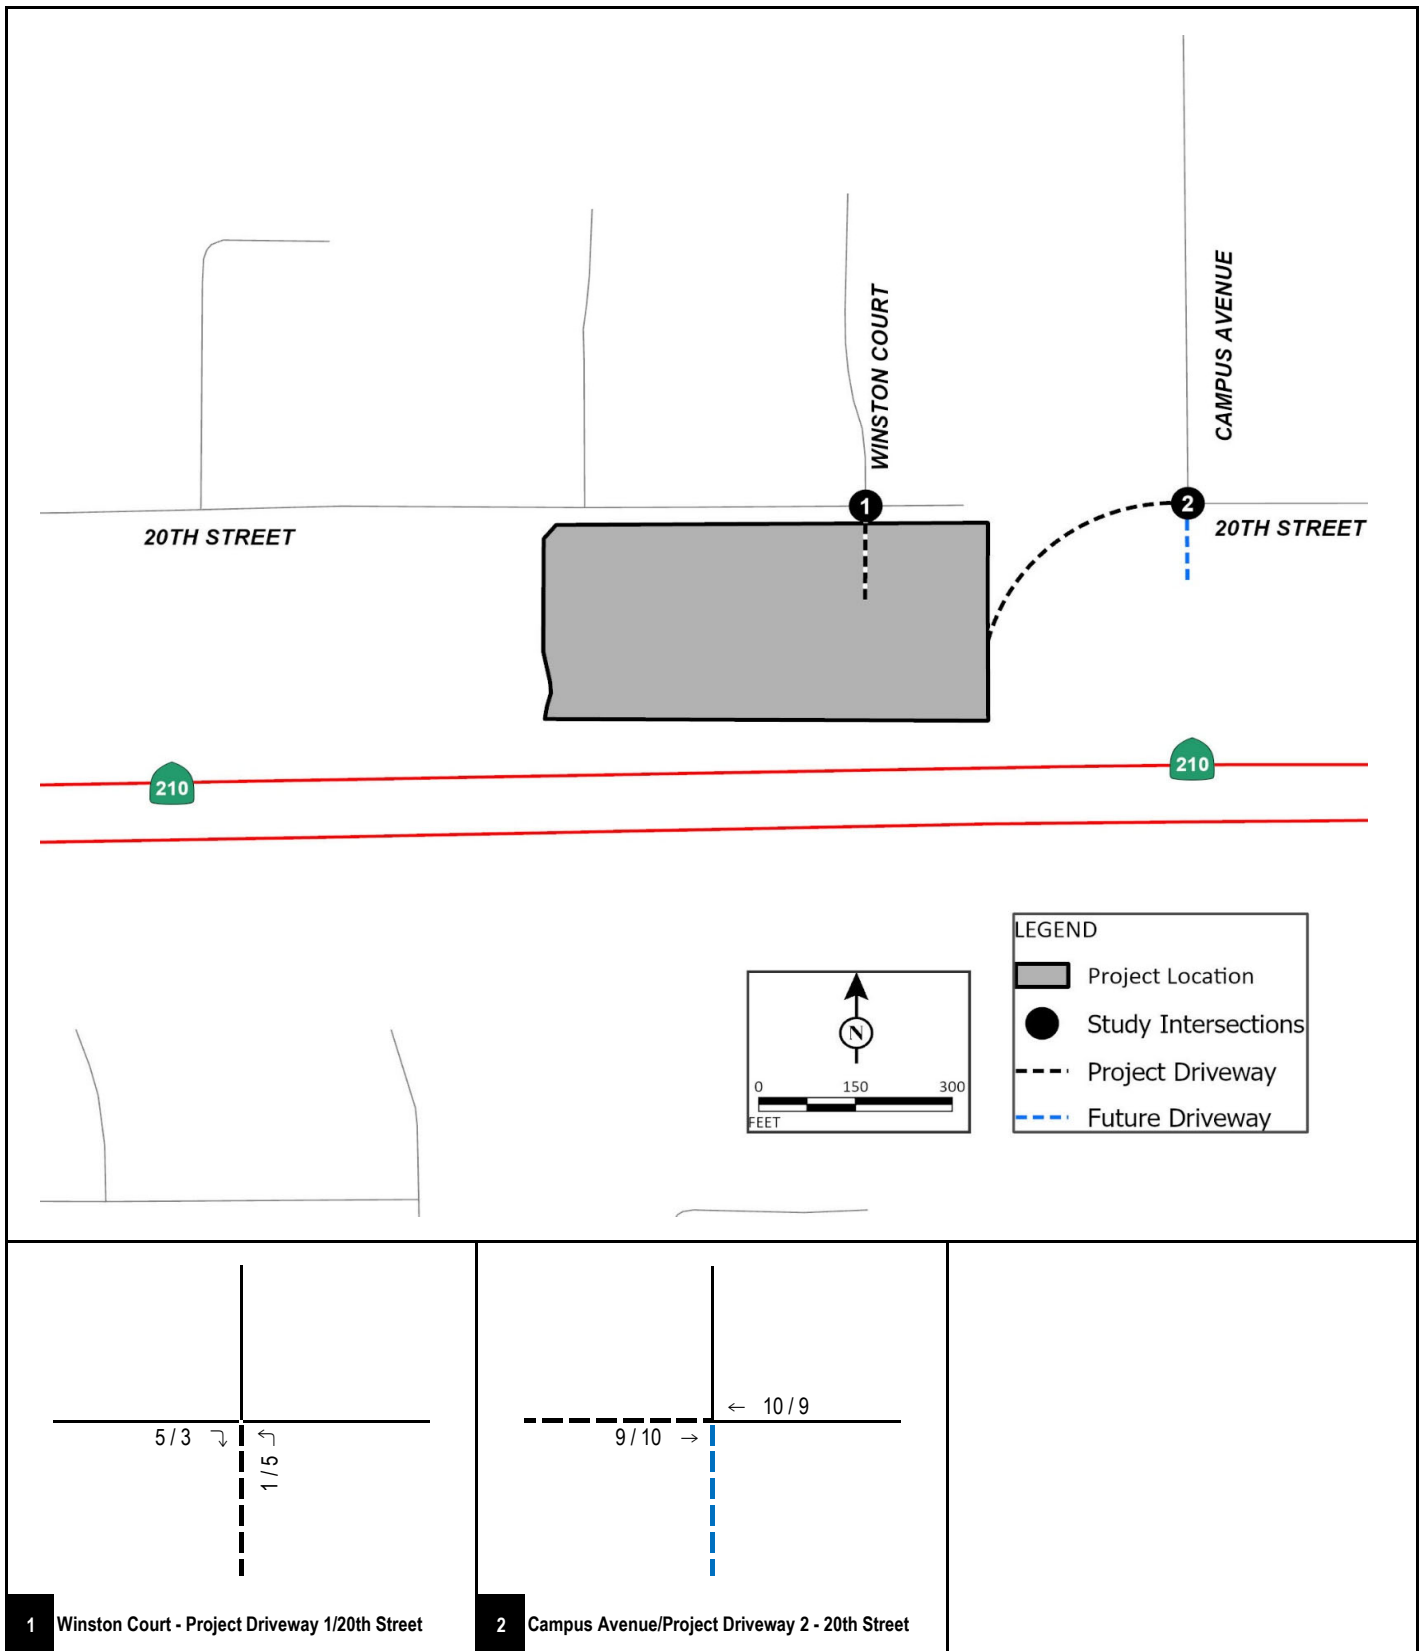 CAMPUS AVENUE
WINSTON COURT
1
2
20TH STREET
20TH STREET
210
210
LEGEND
Project Location
Study Intersections
Project Driveway
Future Driveway
N
0 150 300
FEET
5 / 3
1 / 5
10 / 9
9 / 10
1 Winston Court - Project Driveway 1/20th Street
2 Campus Avenue/Project Driveway 2 - 20th Street